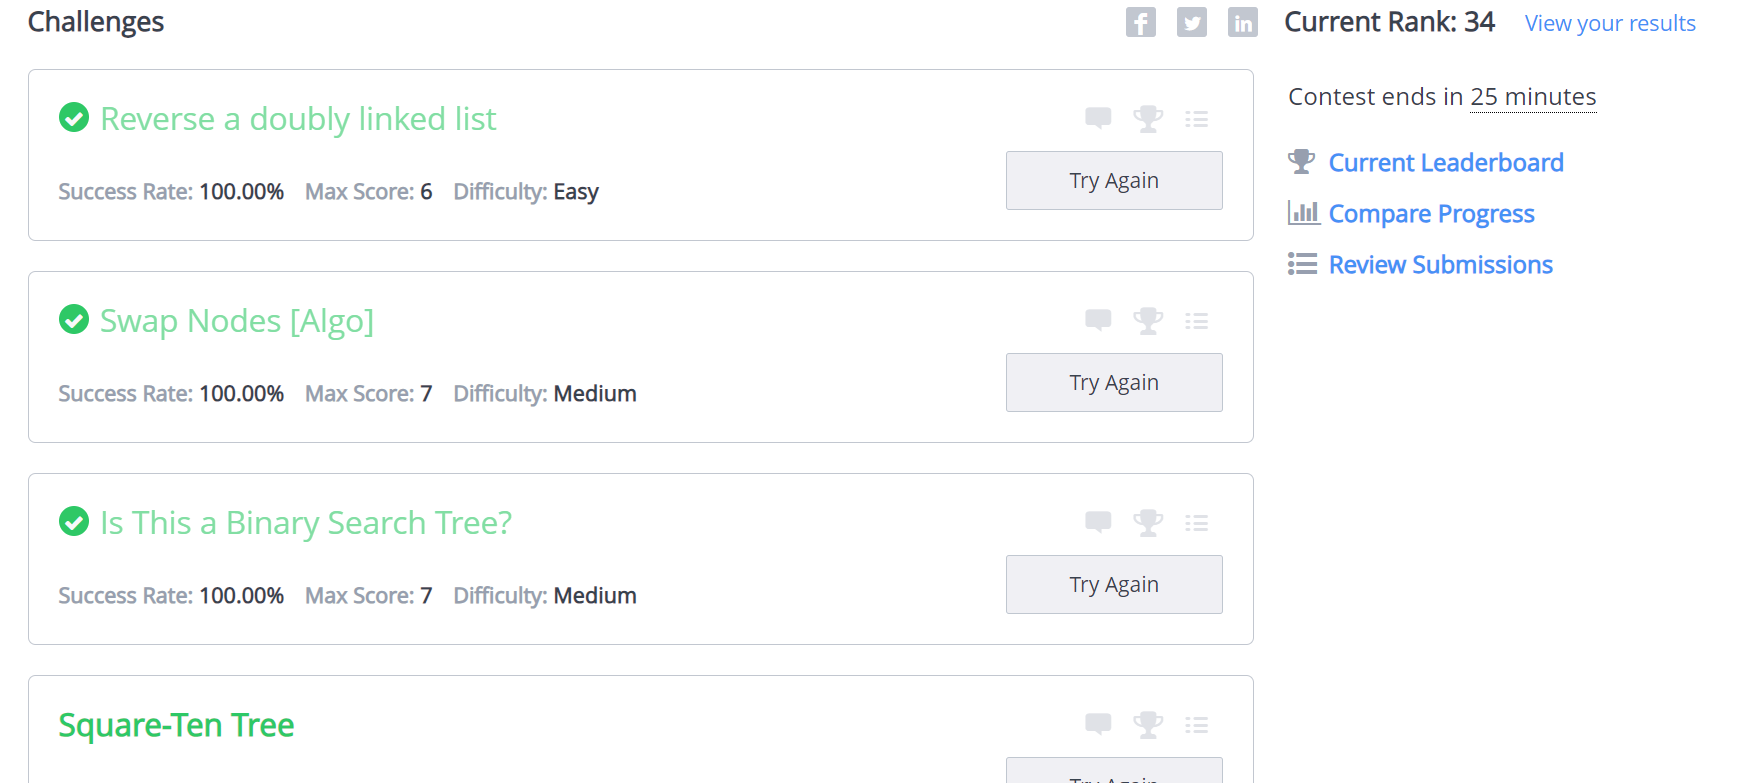 Challenges
Current Rank: 34 View your results
Reverse a doubly linked list
Success Rate: 100.00% Max Score: 6 Difficulty: Easy
Try Again
Swap Nodes [Algo]
Success Rate: 100.00% Max Score: 7 Difficulty: Medium
Try Again
Is This a Binary Search Tree?
Success Rate: 100.00% Max Score: 7 Difficulty: Medium
Try Again
Square-Ten Tree
Try Again
Contest ends in 25 minutes
Current Leaderboard
Compare Progress
Review Submissions